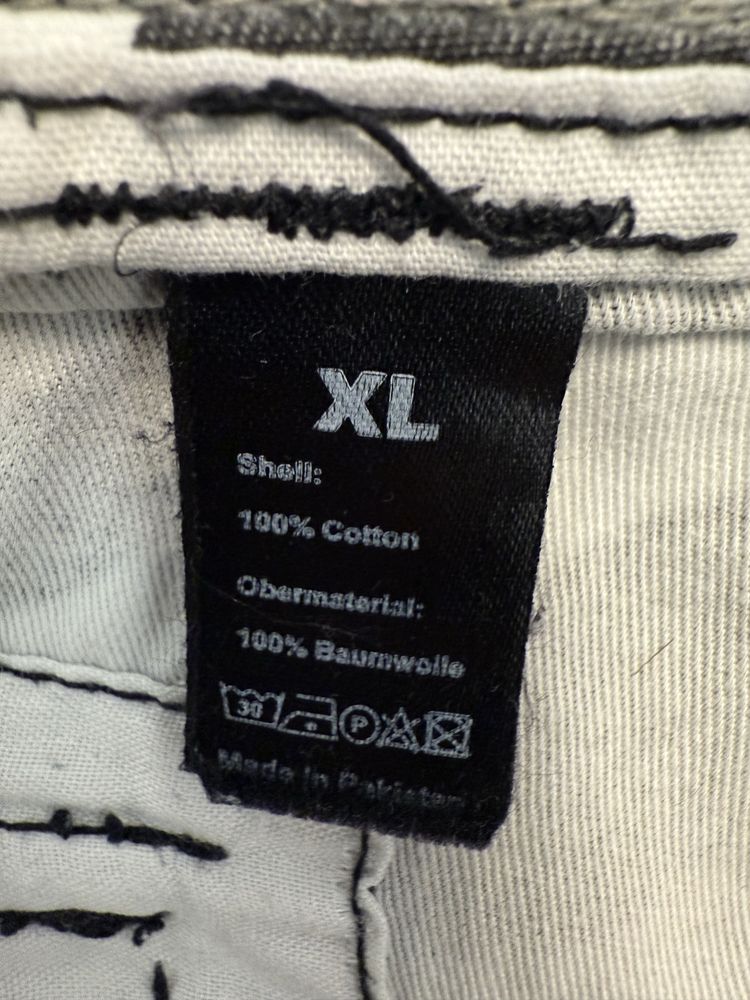 XL
Shell:
100% Cotton
Obermaterial:
100% Baumwolle
30 P
Made in Pakistan